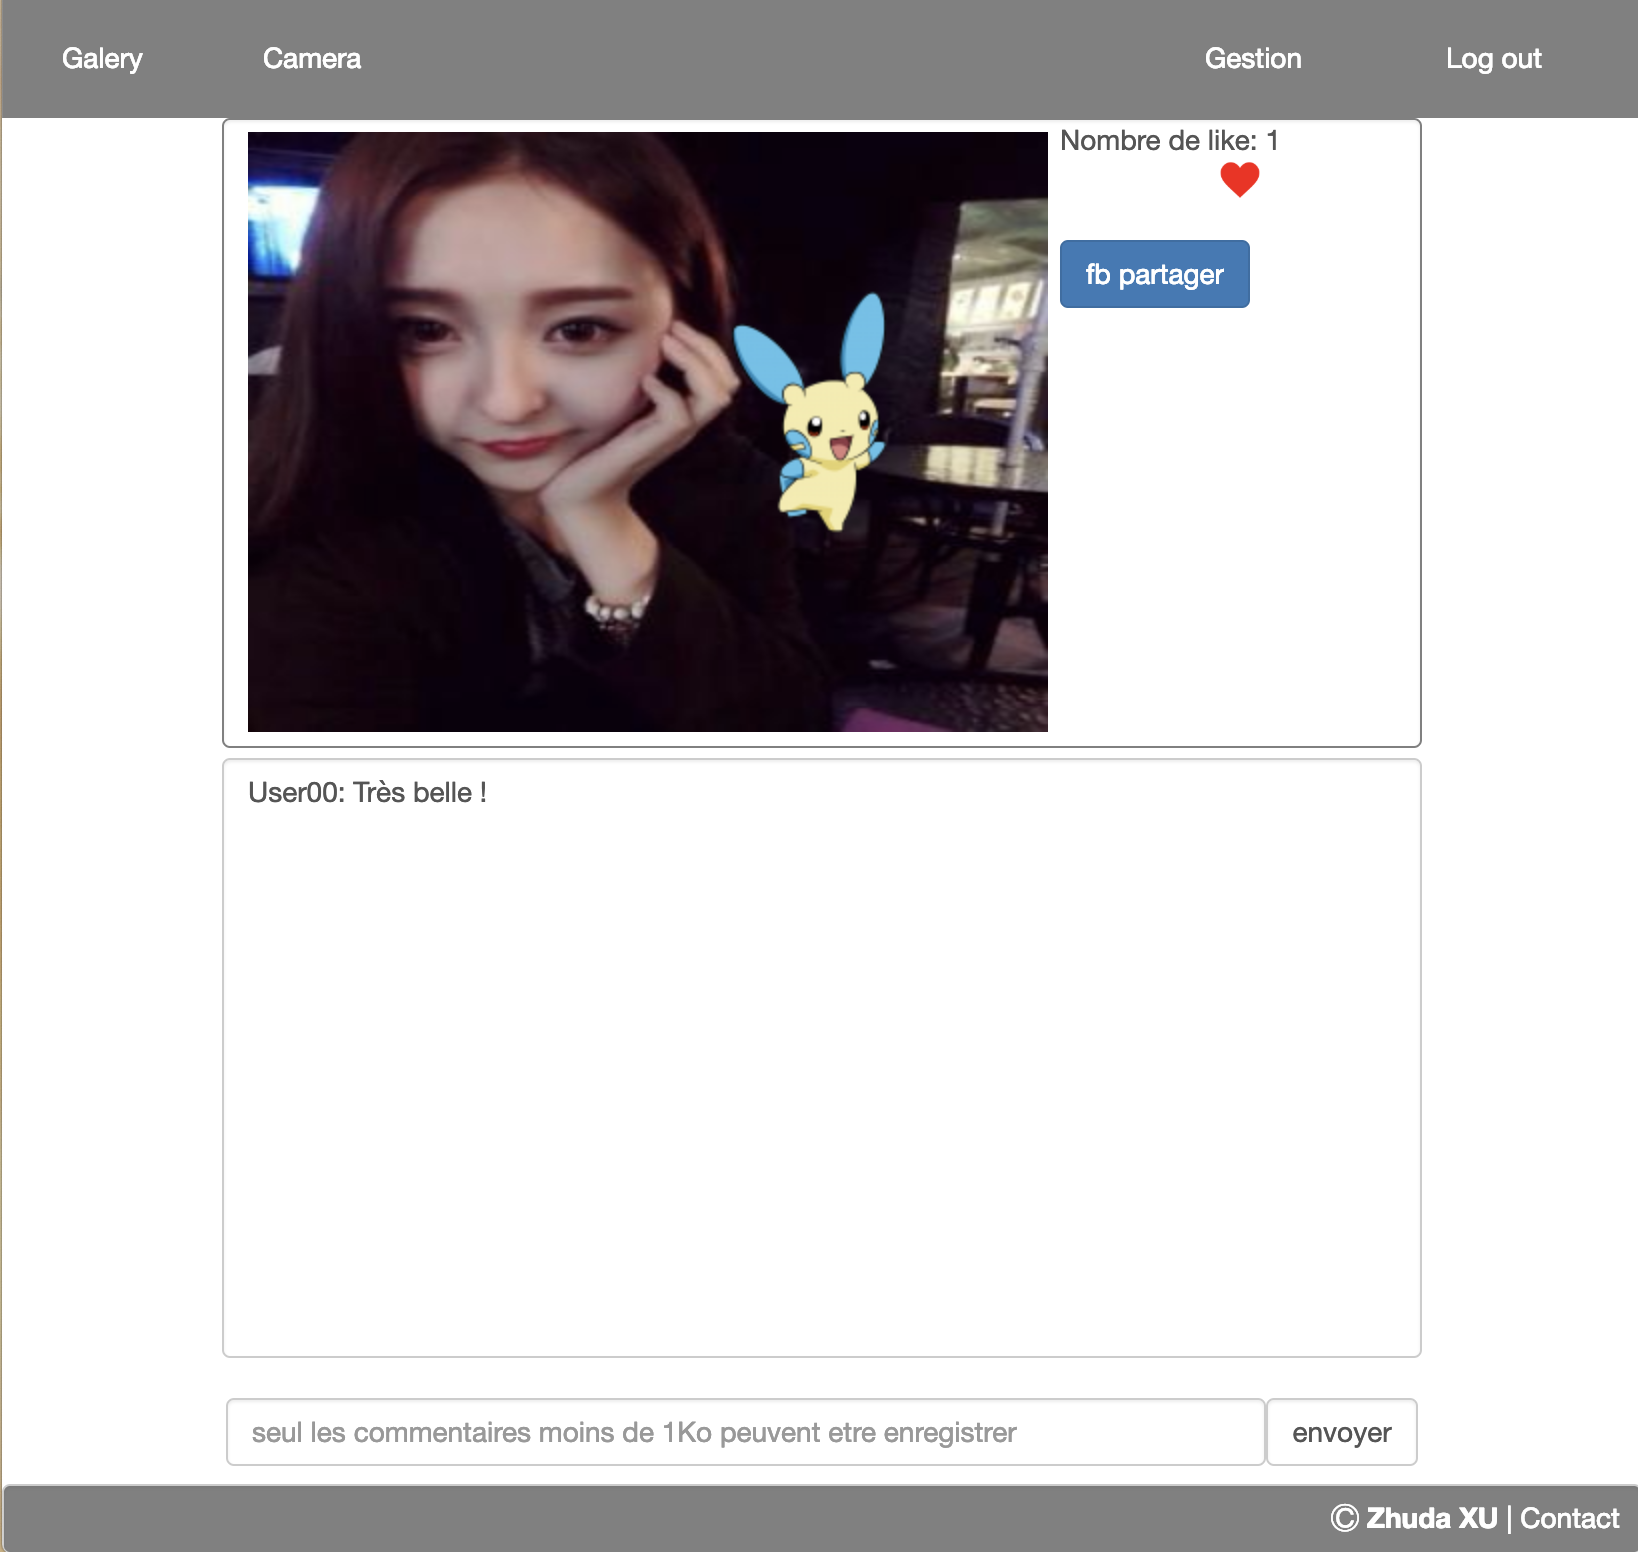 Galery Camera Gestion Log out
Nombre de like: 1
fb partager
User00: Très belle !
seul les commentaires moins de 1Ko peuvent etre enregistrer envoyer
© Zhuda XU | Contact